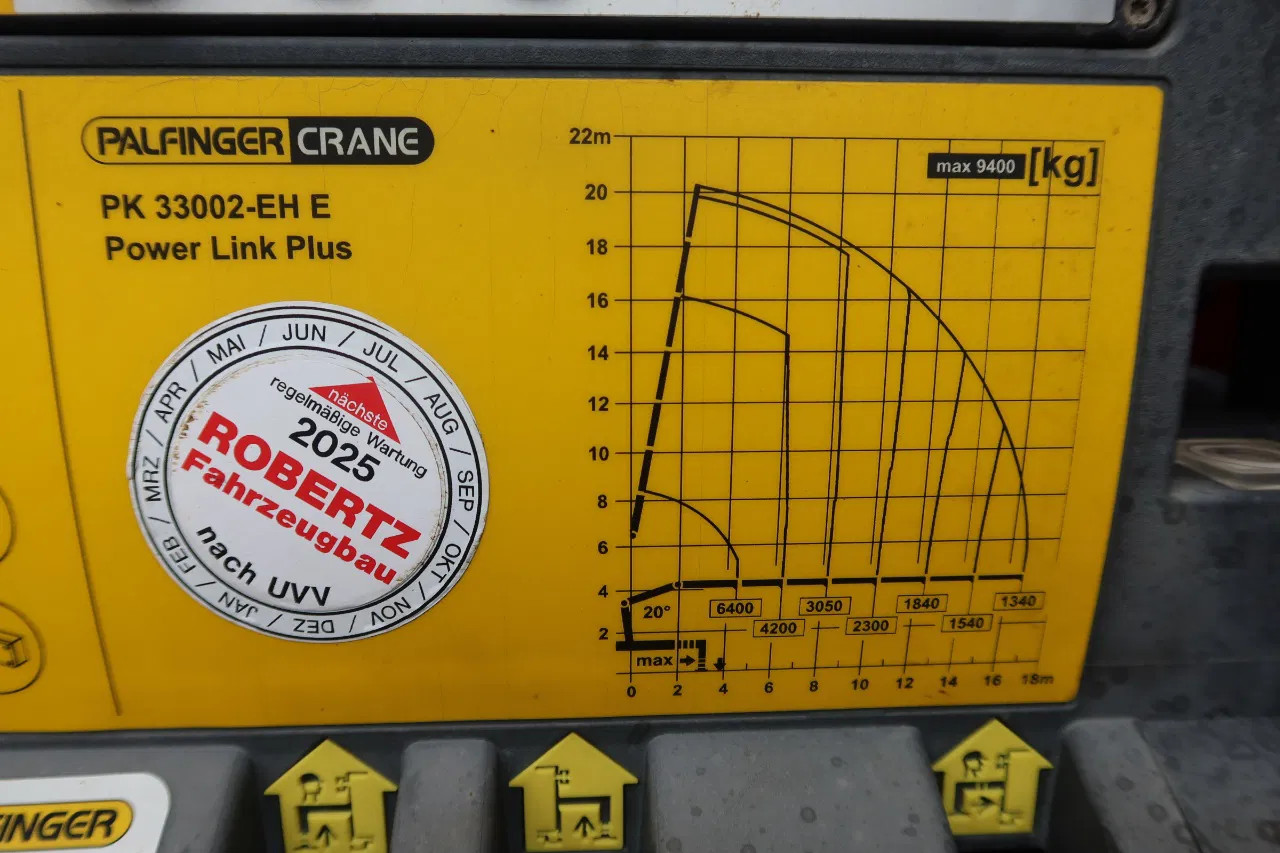 PALFINGER CRANE
PK 33002-EH E
Power Link Plus
JAN / FEB / MRZ / APR / MAI / JUN / JUL / AUG / SEP / OKT / NOV / DEZ /
nächste
regelmäßige Wartung
2025
ROBERTZ
Fahrzeugbau
nach UVV
22m
max 9400 [kg]
20
18
16
14
12
10
8
6
4
2
20°
6400 3050 1840 1340
4200 2300 1540
max
0 2 4 6 8 10 12 14 16 18m
FINGER